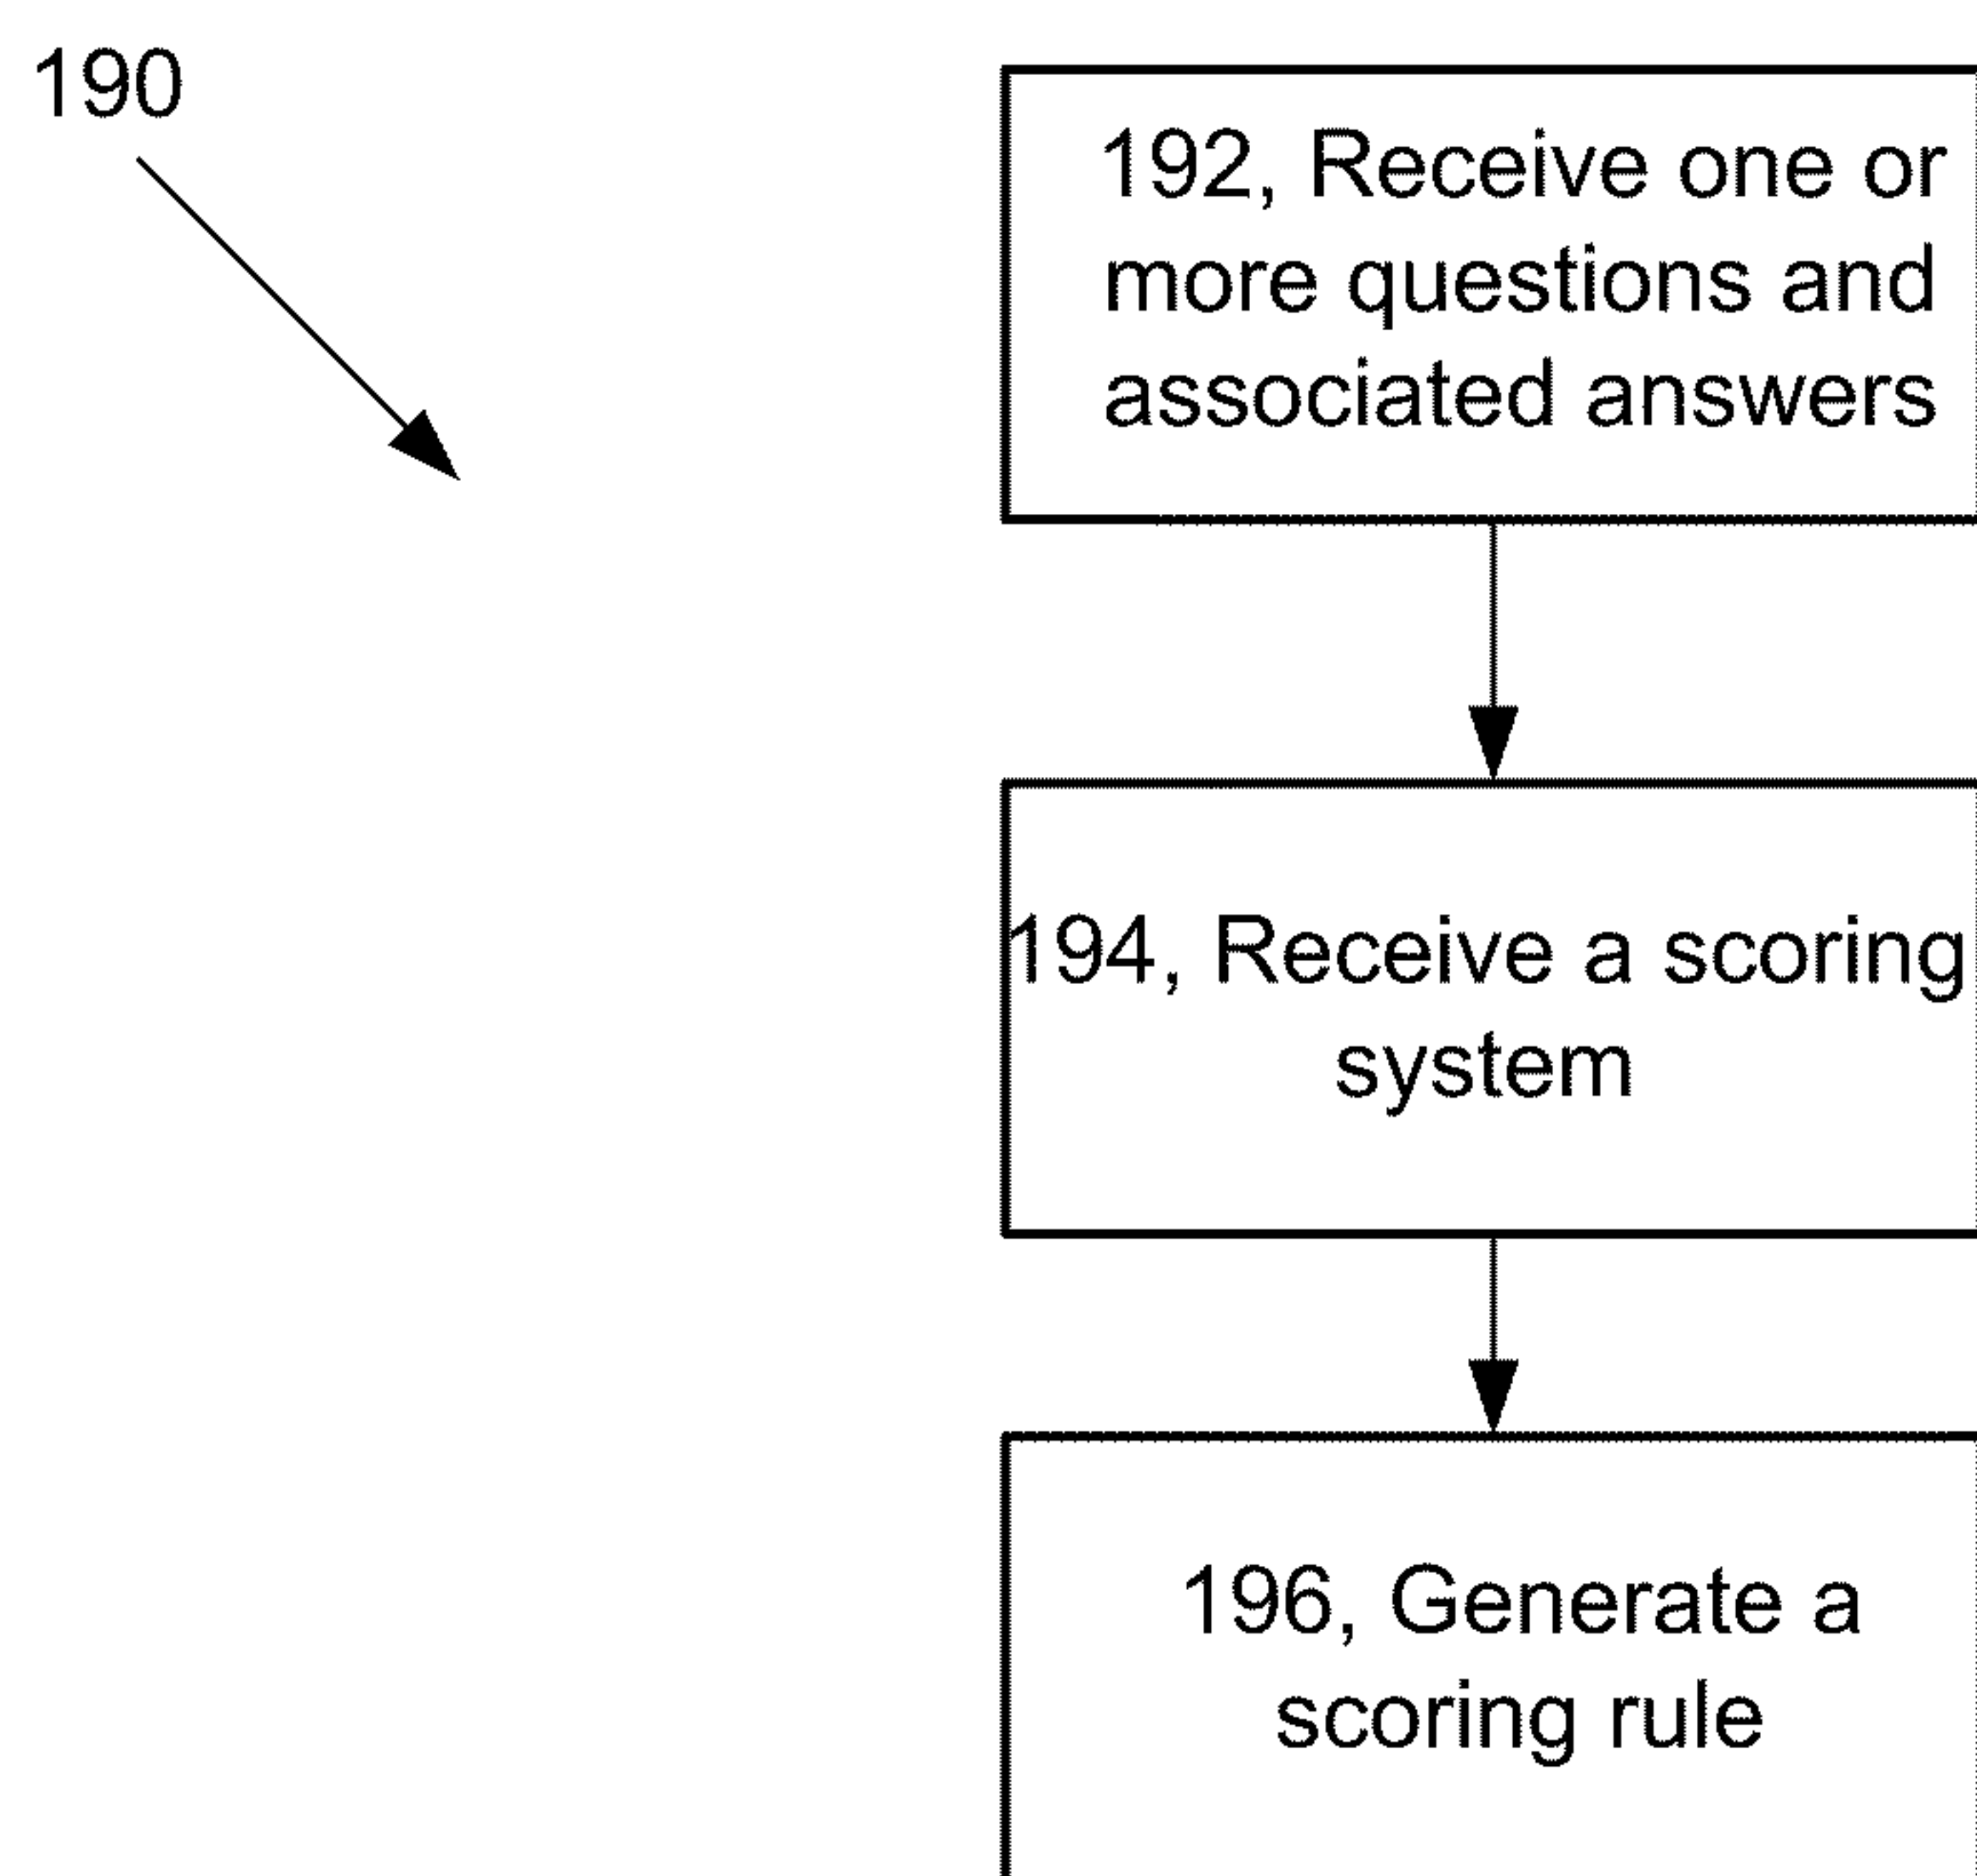 190
192, Receive one or
more questions and
associated answers
194, Receive a scoring
system
196, Generate a
scoring rule